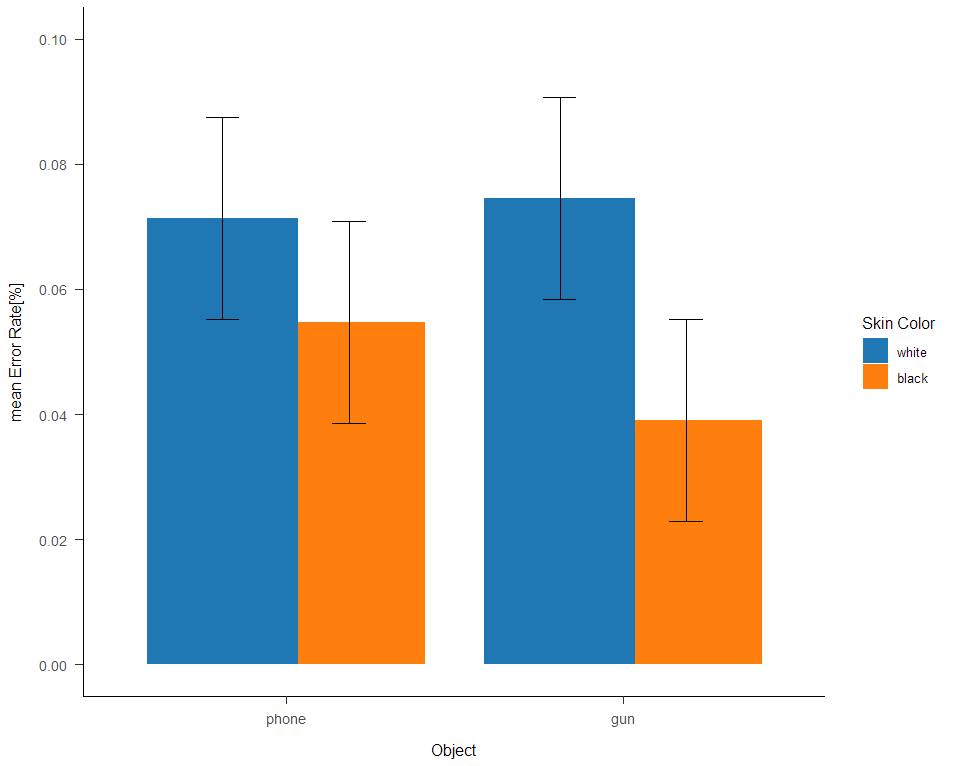 0.10
0.08
0.06
0.04
0.02
0.00
mean Error Rate[%]
phone
gun
Object
Skin Color
white
black